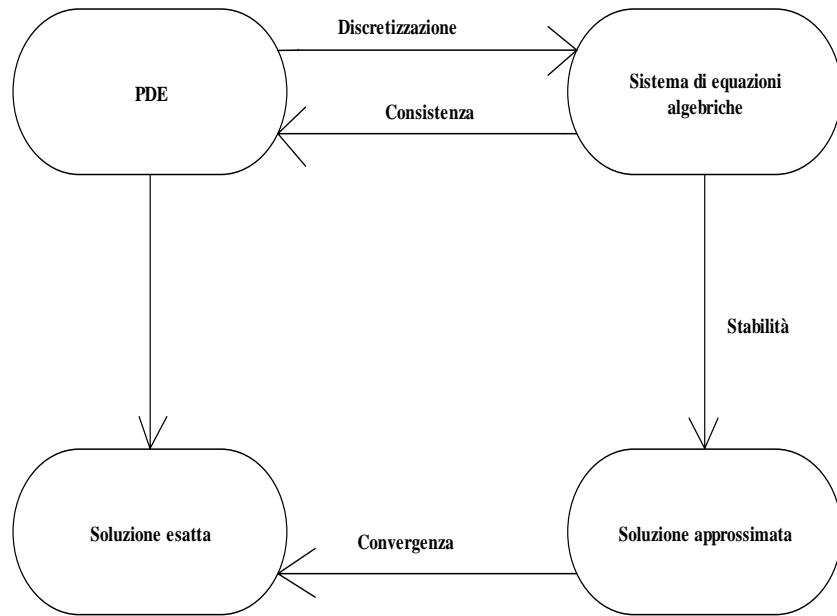 Discretizzazione
PDE
Sistema di equazioni
algebriche
Consistenza
Stabilità
Soluzione esatta
Convergenza
Soluzione approssimata